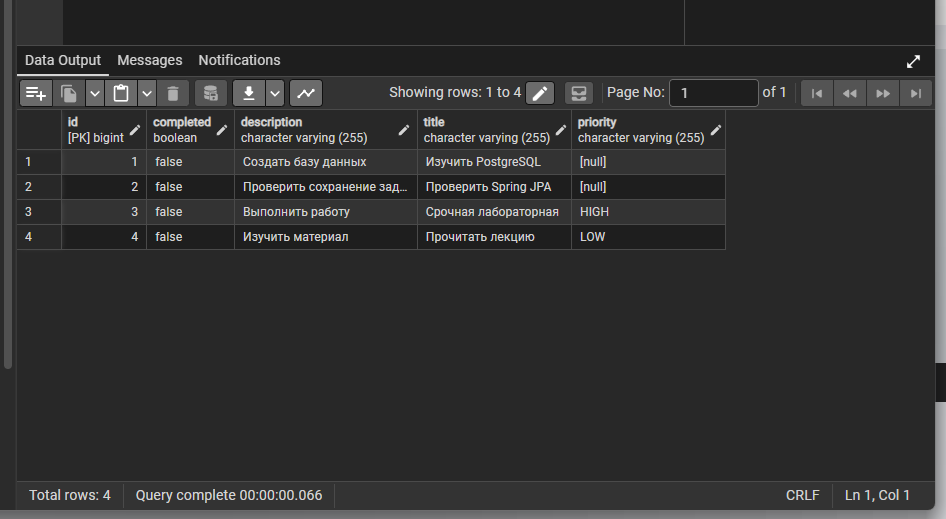 Data Output Messages Notifications
Showing rows: 1 to 4 Page No: 1 of 1
id completed description title priority
[PK] bigint boolean character varying (255) character varying (255) character varying (255)
1 1 false Создать базу данных Изучить PostgreSQL [null]
2 2 false Проверить сохранение зад... Проверить Spring JPA [null]
3 3 false Выполнить работу Срочная лабораторная HIGH
4 4 false Изучить материал Прочитать лекцию LOW
Total rows: 4 Query complete 00:00:00.066 CRLF Ln 1, Col 1